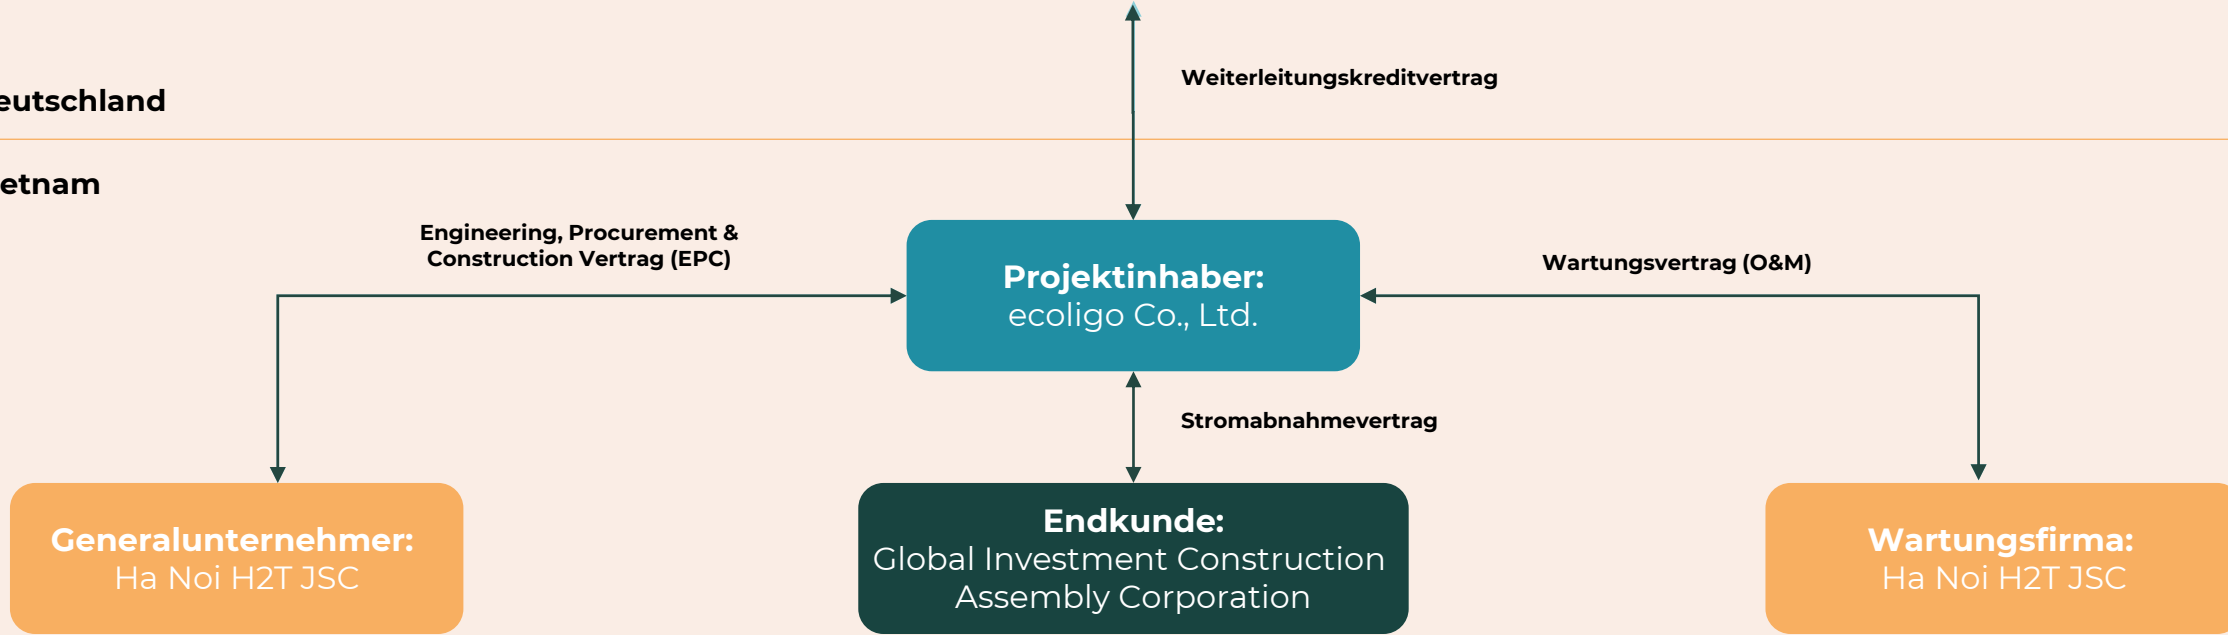 Weiterleitungskreditvertrag
eutschland
etnam
Engineering, Procurement &
Construction Vertrag (EPC)
Projektinhaber:
ecoligo Co., Ltd.
Wartungsvertrag (O&M)
Stromabnahmevertrag
Generalunternehmer:
Ha Noi H2T JSC
Endkunde:
Global Investment Construction
Assembly Corporation
Wartungsfirma:
Ha Noi H2T JSC